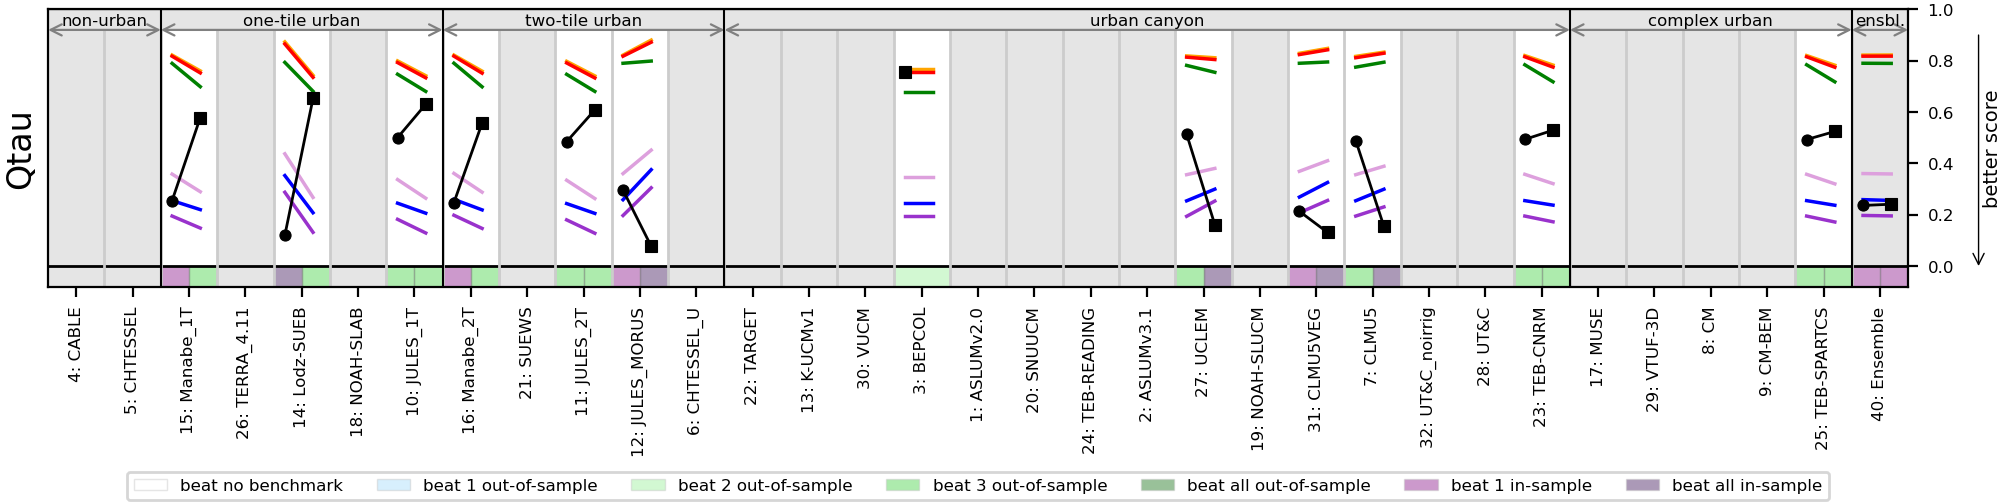 non-urban one-tile urban two-tile urban urban canyon complex urban ensbl.
Qtau
1.0
0.8
0.6
0.4
0.2
0.0
better score
4: CABLE
5: CHTESSEL
15: Manabe_1T
26: TERRA_4.11
14: Lodz-SUEB
18: NOAH-SLAB
10: JULES_1T
16: Manabe_2T
21: SUEWS
11: JULES_2T
12: JULES_MORUS
6: CHTESSEL_U
22: TARGET
13: K-UCMv1
30: VUCM
3: BEPCOL
1: ASLUMv2.0
20: SNUUCM
24: TEB-READING
2: ASLUMv3.1
27: UCLEM
19: NOAH-SLUCM
31: CLMU5VEG
7: CLMU5
32: UT&C_noirrig
28: UT&C
23: TEB-CNRM
17: MUSE
29: VTUF-3D
8: CM
9: CM-BEM
25: TEB-SPARTCS
40: Ensemble
beat no benchmark beat 1 out-of-sample beat 2 out-of-sample beat 3 out-of-sample beat all out-of-sample beat 1 in-sample beat all in-sample